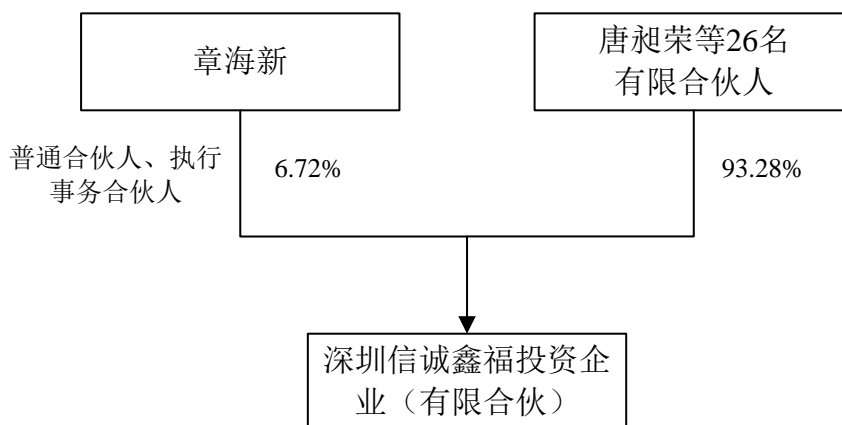 章海新
唐昶荣等26名
有限合伙人
普通合伙人、执行
事务合伙人
6.72%
93.28%
深圳信诚鑫福投资企
业（有限合伙）